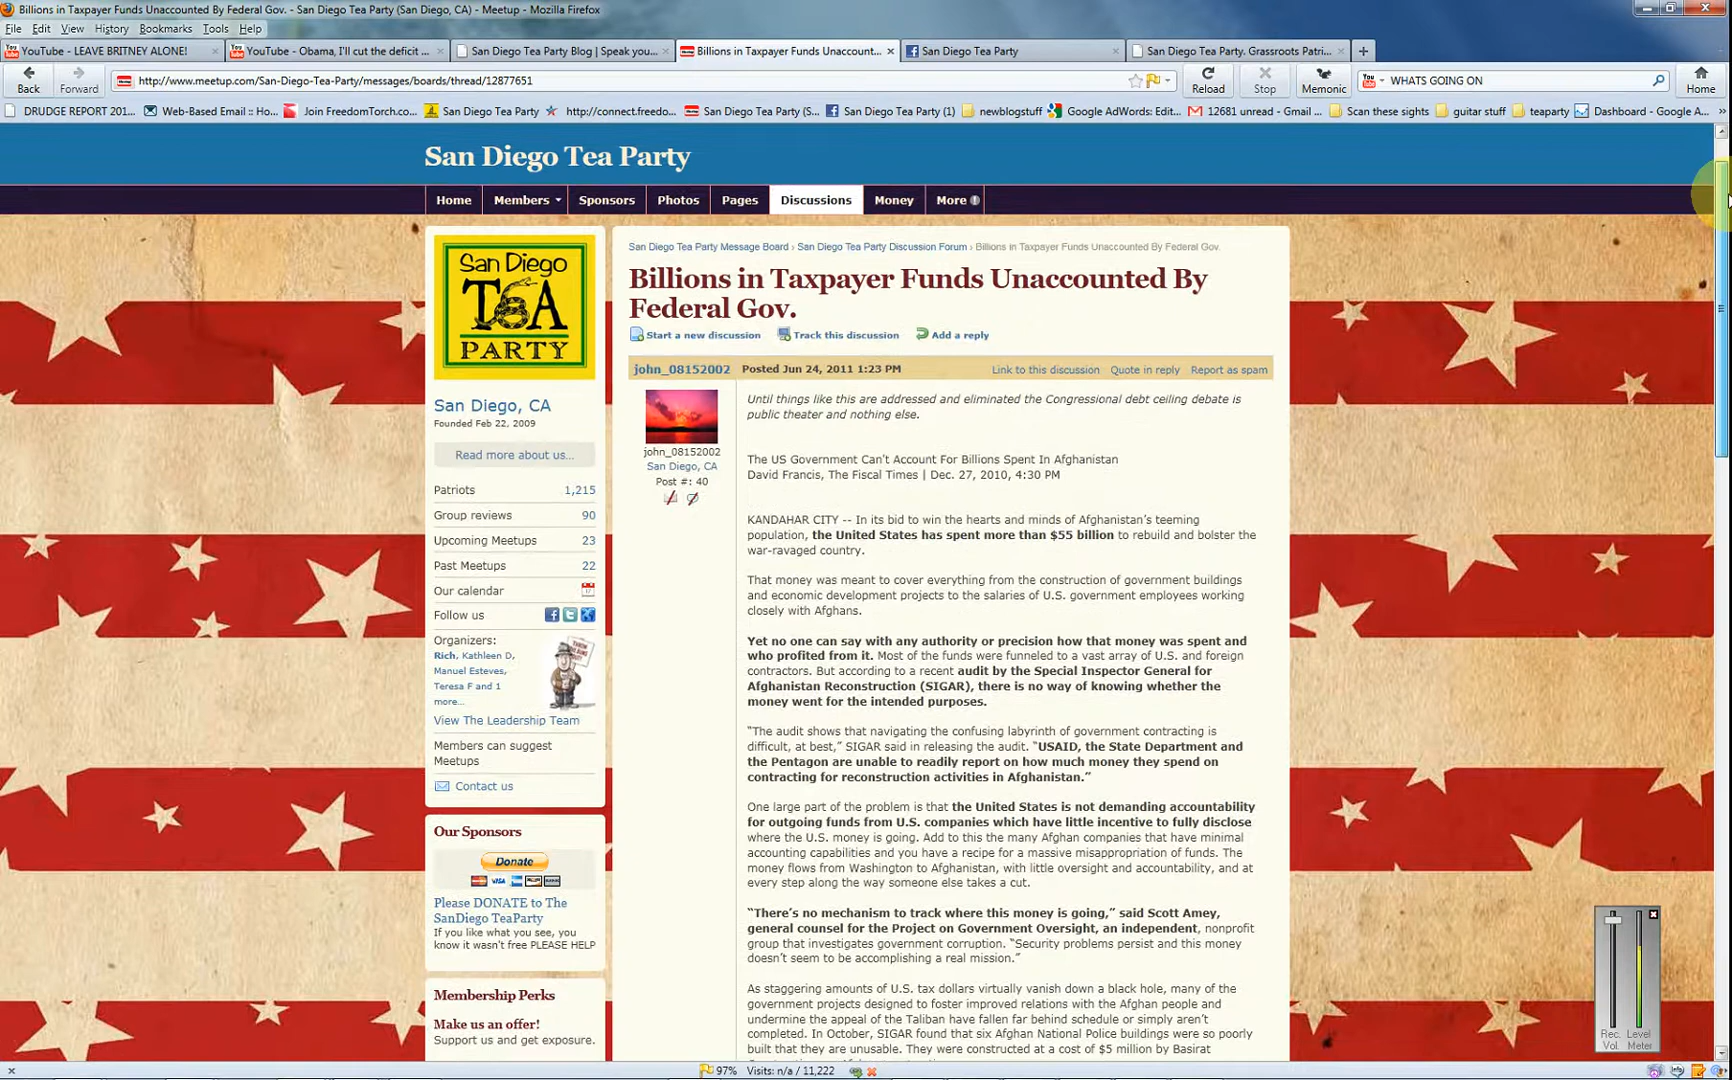 Billions in Taxpayer Funds Unaccounted By Federal Gov. - San Diego Tea Party (San Diego, CA) - Meetup - Mozilla Firefox
File Edit View History Bookmarks Tools Help
YouTube - LEAVE BRITNEY ALONE!
YouTube - Obama, I'll cut the deficit ...
San Diego Tea Party Blog | Speak you...
Billions in Taxpayer Funds Unaccount...
San Diego Tea Party
San Diego Tea Party. Grassroots Patri...
Back Forward
http://www.meetup.com/San-Diego-Tea-Party/messages/boards/thread/12877651
Reload Stop Memonic
WHATS GOING ON
Home
DRUDGE REPORT 201... Web-Based Email :: Ho... Join FreedomTorch.co... San Diego Tea Party http://connect.freedo... San Diego Tea Party (S... San Diego Tea Party (1) newblogstuff Google AdWords: Edit... 12681 unread - Gmail ... Scan these sights guitar stuff teaparty Dashboard - Google A...
San Diego Tea Party
Home Members Sponsors Photos Pages Discussions Money More
San Diego
TEA
PARTY
San Diego, CA
Founded Feb 22, 2009
Read more about us...
Patriots 1,215
Group reviews 90
Upcoming Meetups 23
Past Meetups 22
Our calendar
Follow us
Organizers:
Rich, Kathleen D,
Manuel Esteves,
Teresa F and 1
more...
View The Leadership Team
Members can suggest
Meetups
Contact us
Our Sponsors
Donate
Please DONATE to The
SanDiego TeaParty
If you like what you see, you
know it wasn't free PLEASE HELP
Membership Perks
Make us an offer!
Support us and get exposure.
San Diego Tea Party Message Board › San Diego Tea Party Discussion Forum › Billions in Taxpayer Funds Unaccounted By Federal Gov.
Billions in Taxpayer Funds Unaccounted By
Federal Gov.
Start a new discussion Track this discussion Add a reply
john_08152002 Posted Jun 24, 2011 1:23 PM Link to this discussion Quote in reply Report as spam
john_08152002
San Diego, CA
Post #: 40
Until things like this are addressed and eliminated the Congressional debt ceiling debate is
public theater and nothing else.
The US Government Can't Account For Billions Spent In Afghanistan
David Francis, The Fiscal Times | Dec. 27, 2010, 4:30 PM
KANDAHAR CITY -- In its bid to win the hearts and minds of Afghanistan's teeming
population, the United States has spent more than $55 billion to rebuild and bolster the
war-ravaged country.
That money was meant to cover everything from the construction of government buildings
and economic development projects to the salaries of U.S. government employees working
closely with Afghans.
Yet no one can say with any authority or precision how that money was spent and
who profited from it. Most of the funds were funneled to a vast array of U.S. and foreign
contractors. But according to a recent audit by the Special Inspector General for
Afghanistan Reconstruction (SIGAR), there is no way of knowing whether the
money went for the intended purposes.
“The audit shows that navigating the confusing labyrinth of government contracting is
difficult, at best,” SIGAR said in releasing the audit. “USAID, the State Department and
the Pentagon are unable to readily report on how much money they spend on
contracting for reconstruction activities in Afghanistan.”
One large part of the problem is that the United States is not demanding accountability
for outgoing funds from U.S. companies which have little incentive to fully disclose
where the U.S. money is going. Add to this the many Afghan companies that have minimal
accounting capabilities and you have a recipe for a massive misappropriation of funds. The
money flows from Washington to Afghanistan, with little oversight and accountability, and at
every step along the way someone else takes a cut.
“There's no mechanism to track where this money is going,” said Scott Amey,
general counsel for the Project on Government Oversight, an independent, nonprofit
group that investigates government corruption. “Security problems persist and this money
doesn't seem to be accomplishing a real mission.”
As staggering amounts of U.S. tax dollars virtually vanish down a black hole, many of the
government projects designed to foster improved relations with the Afghan people and
undermine the appeal of the Taliban have fallen far behind schedule or simply aren't
completed. In October, SIGAR found that six Afghan National Police buildings were so poorly
built that they are unusable. They were constructed at a cost of $5 million by Basirat
Rec. Vol
Level Meter
97% Visits: n/a / 11,222